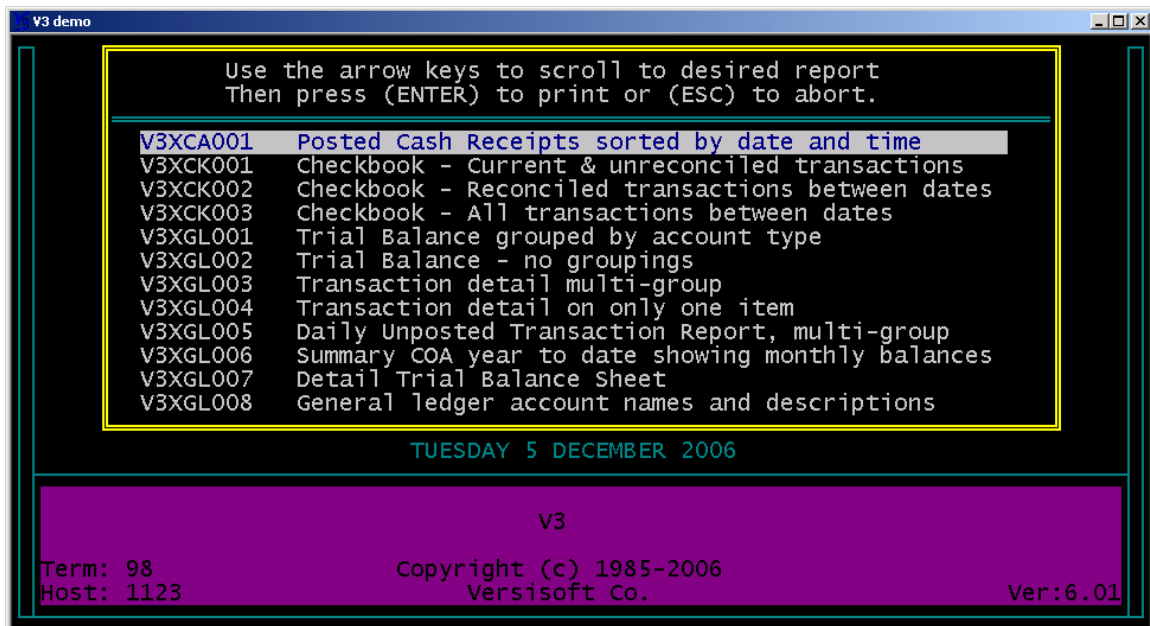 V3 demo
Use the arrow keys to scroll to desired report
Then press (ENTER) to print or (ESC) to abort.
V3XCA001 Posted Cash Receipts sorted by date and time
V3XCK001 Checkbook - Current & unreconciled transactions
V3XCK002 Checkbook - Reconciled transactions between dates
V3XCK003 Checkbook - All transactions between dates
V3XGL001 Trial Balance grouped by account type
V3XGL002 Trial Balance - no groupings
V3XGL003 Transaction detail multi-group
V3XGL004 Transaction detail on only one item
V3XGL005 Daily Unposted Transaction Report, multi-group
V3XGL006 Summary COA year to date showing monthly balances
V3XGL007 Detail Trial Balance Sheet
V3XGL008 General ledger account names and descriptions
TUESDAY 5 DECEMBER 2006
V3
Term: 98 Copyright (c) 1985-2006
Host: 1123 Versisoft Co. Ver:6.01